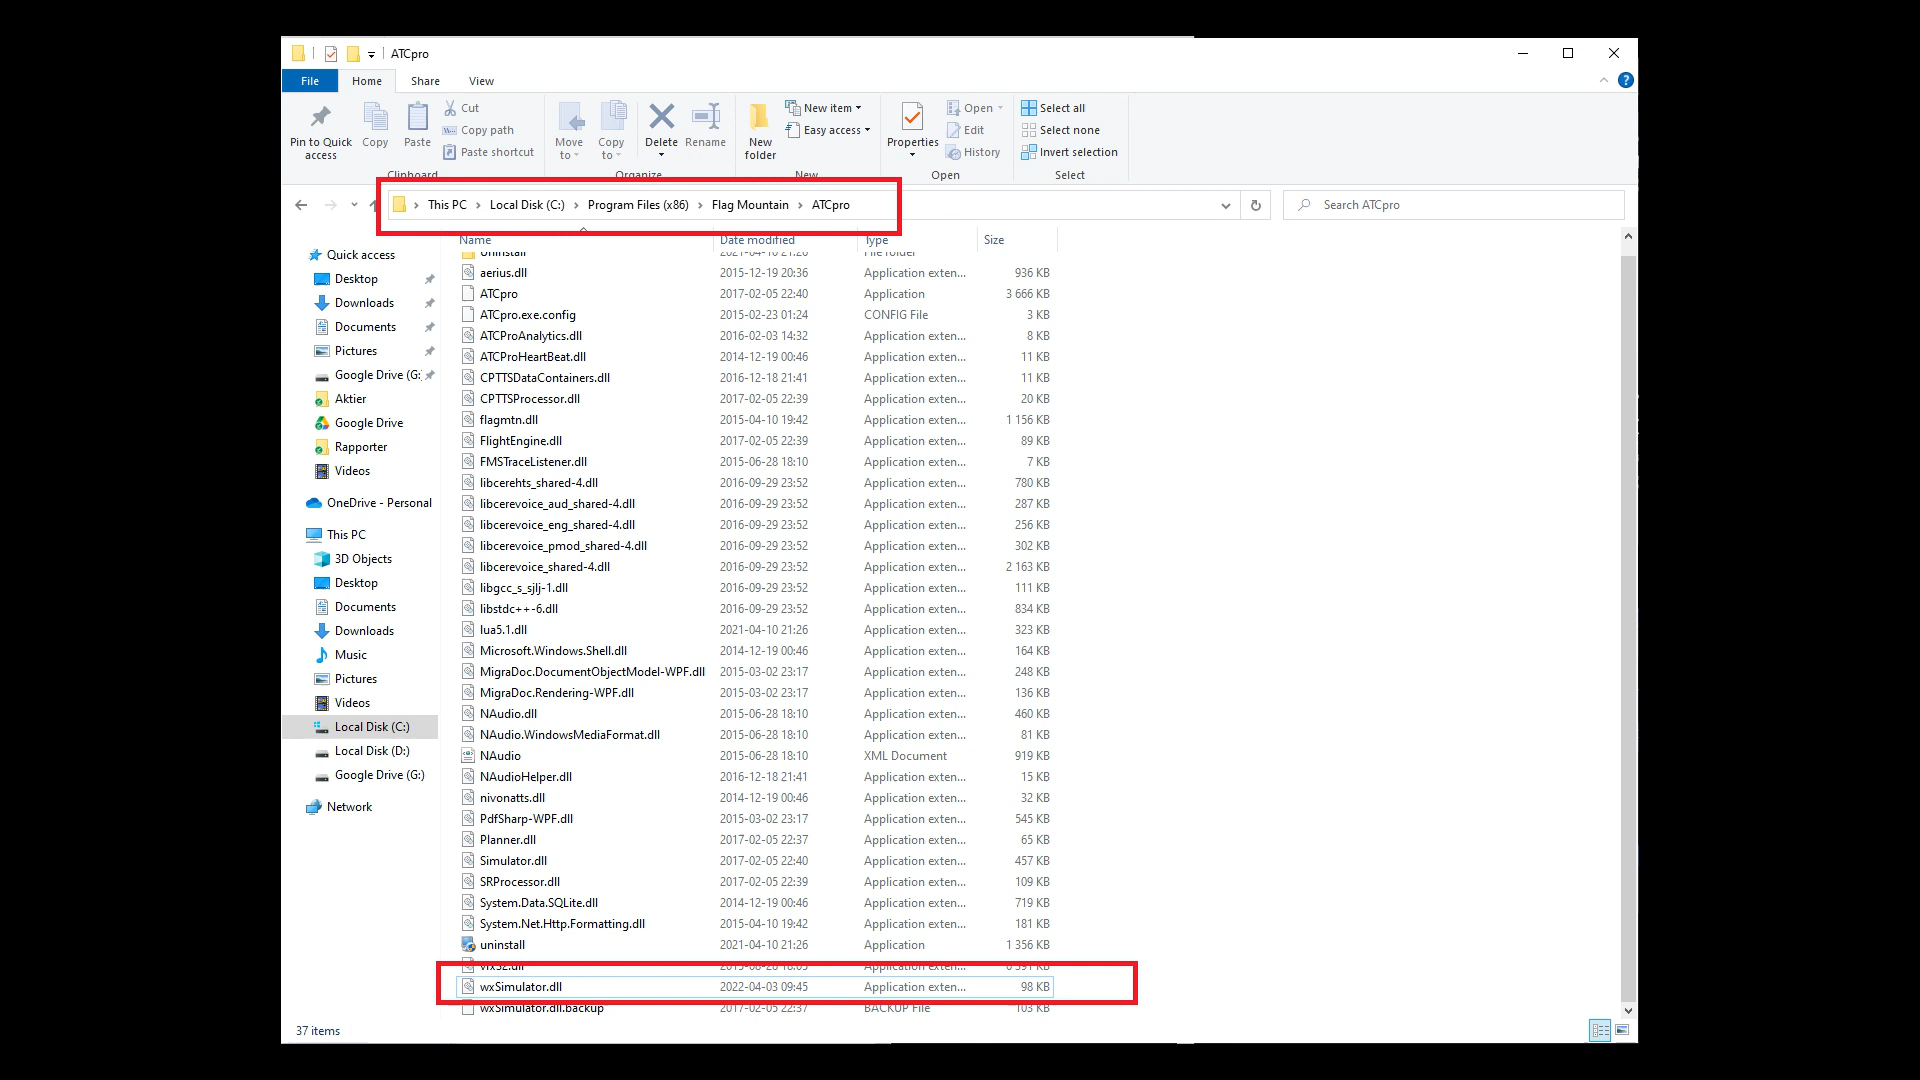 ATCpro
File Home Share View
Pin to Quick access
Copy
Paste
Cut
Copy path
Paste shortcut
Clipboard
Move to
Copy to
Delete
Rename
Organize
New folder
New item
Easy access
New
Properties
Open
Edit
History
Open
Select all
Select none
Invert selection
Select
This PC > Local Disk (C:) > Program Files (x86) > Flag Mountain > ATCpro
Search ATCpro
Quick access
Desktop
Downloads
Documents
Pictures
Google Drive (G:
Aktier
Google Drive
Rapporter
Videos
OneDrive - Personal
This PC
3D Objects
Desktop
Documents
Downloads
Music
Pictures
Videos
Local Disk (C:)
Local Disk (D:)
Google Drive (G:)
Network
Name Date modified Type Size
Uninstall 2021-04-10 21:26 File folder
aerius.dll 2015-12-19 20:36 Application exten... 936 KB
ATCpro 2017-02-05 22:40 Application 3 666 KB
ATCpro.exe.config 2015-02-23 01:24 CONFIG File 3 KB
ATCProAnalytics.dll 2016-02-03 14:32 Application exten... 8 KB
ATCProHeartBeat.dll 2014-12-19 00:46 Application exten... 11 KB
CPTTSDataContainers.dll 2016-12-18 21:41 Application exten... 11 KB
CPTTSProcessor.dll 2017-02-05 22:39 Application exten... 20 KB
flagmtn.dll 2015-04-10 19:42 Application exten... 1 156 KB
FlightEngine.dll 2017-02-05 22:39 Application exten... 89 KB
FMSTraceListener.dll 2015-06-28 18:10 Application exten... 7 KB
libcerehts_shared-4.dll 2016-09-29 23:52 Application exten... 780 KB
libcerevoice_aud_shared-4.dll 2016-09-29 23:52 Application exten... 287 KB
libcerevoice_eng_shared-4.dll 2016-09-29 23:52 Application exten... 256 KB
libcerevoice_pmod_shared-4.dll 2016-09-29 23:52 Application exten... 302 KB
libcerevoice_shared-4.dll 2016-09-29 23:52 Application exten... 2 163 KB
libgcc_s_sjlj-1.dll 2016-09-29 23:52 Application exten... 111 KB
libstdc++-6.dll 2016-09-29 23:52 Application exten... 834 KB
lua5.1.dll 2021-04-10 21:26 Application exten... 323 KB
Microsoft.Windows.Shell.dll 2014-12-19 00:46 Application exten... 164 KB
MigraDoc.DocumentObjectModel-WPF.dll 2015-03-02 23:17 Application exten... 248 KB
MigraDoc.Rendering-WPF.dll 2015-03-02 23:17 Application exten... 136 KB
NAudio.dll 2015-06-28 18:10 Application exten... 460 KB
NAudio.WindowsMediaFormat.dll 2015-06-28 18:10 Application exten... 81 KB
NAudio 2015-06-28 18:10 XML Document 919 KB
NAudioHelper.dll 2016-12-18 21:41 Application exten... 15 KB
nivonatts.dll 2014-12-19 00:46 Application exten... 32 KB
PdfSharp-WPF.dll 2015-03-02 23:17 Application exten... 545 KB
Planner.dll 2017-02-05 22:37 Application exten... 65 KB
Simulator.dll 2017-02-05 22:40 Application exten... 457 KB
SRProcessor.dll 2017-02-05 22:39 Application exten... 109 KB
System.Data.SQLite.dll 2014-12-19 00:46 Application exten... 719 KB
System.Net.Http.Formatting.dll 2015-04-10 19:42 Application exten... 181 KB
uninstall 2021-04-10 21:26 Application 1 356 KB
Application exten...
wxSimulator.dll 2022-04-03 09:45 Application exten... 98 KB
wxSimulator.dll.backup 2017-02-05 22:37 BACKUP File 103 KB
37 items